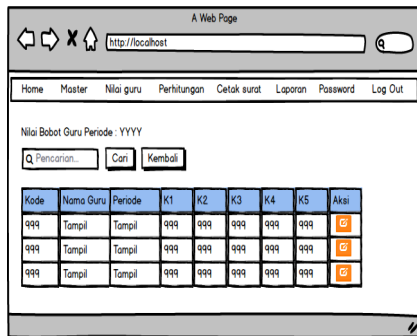 A Web Page
http://localhost
Home Master Nilai guru Perhitungan Cetak surat Laporan Password Log Out
Nilai Bobot Guru Periode : YYYY
Pencarian... Cari Kembali
Kode Nama Guru Periode K1 K2 K3 K4 K5 Aksi
999 Tampil Tampil 999 999 999 999 999
999 Tampil Tampil 999 999 999 999 999
999 Tampil Tampil 999 999 999 999 999